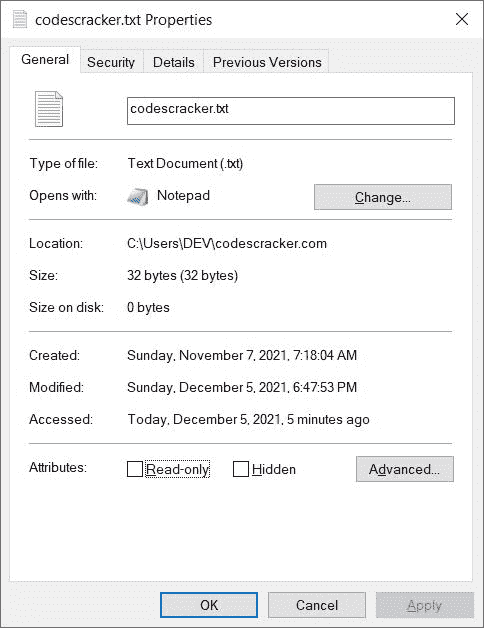 codescracker.txt Properties
General Security Details Previous Versions
codescracker.txt
Type of file: Text Document (.txt)
Opens with: Notepad Change...
Location: C:\Users\DEV\codescracker.com
Size: 32 bytes (32 bytes)
Size on disk: 0 bytes
Created: Sunday, November 7, 2021, 7:18:04 AM
Modified: Sunday, December 5, 2021, 6:47:53 PM
Accessed: Today, December 5, 2021, 5 minutes ago
Attributes: Read-only Hidden Advanced...
OK Cancel Apply